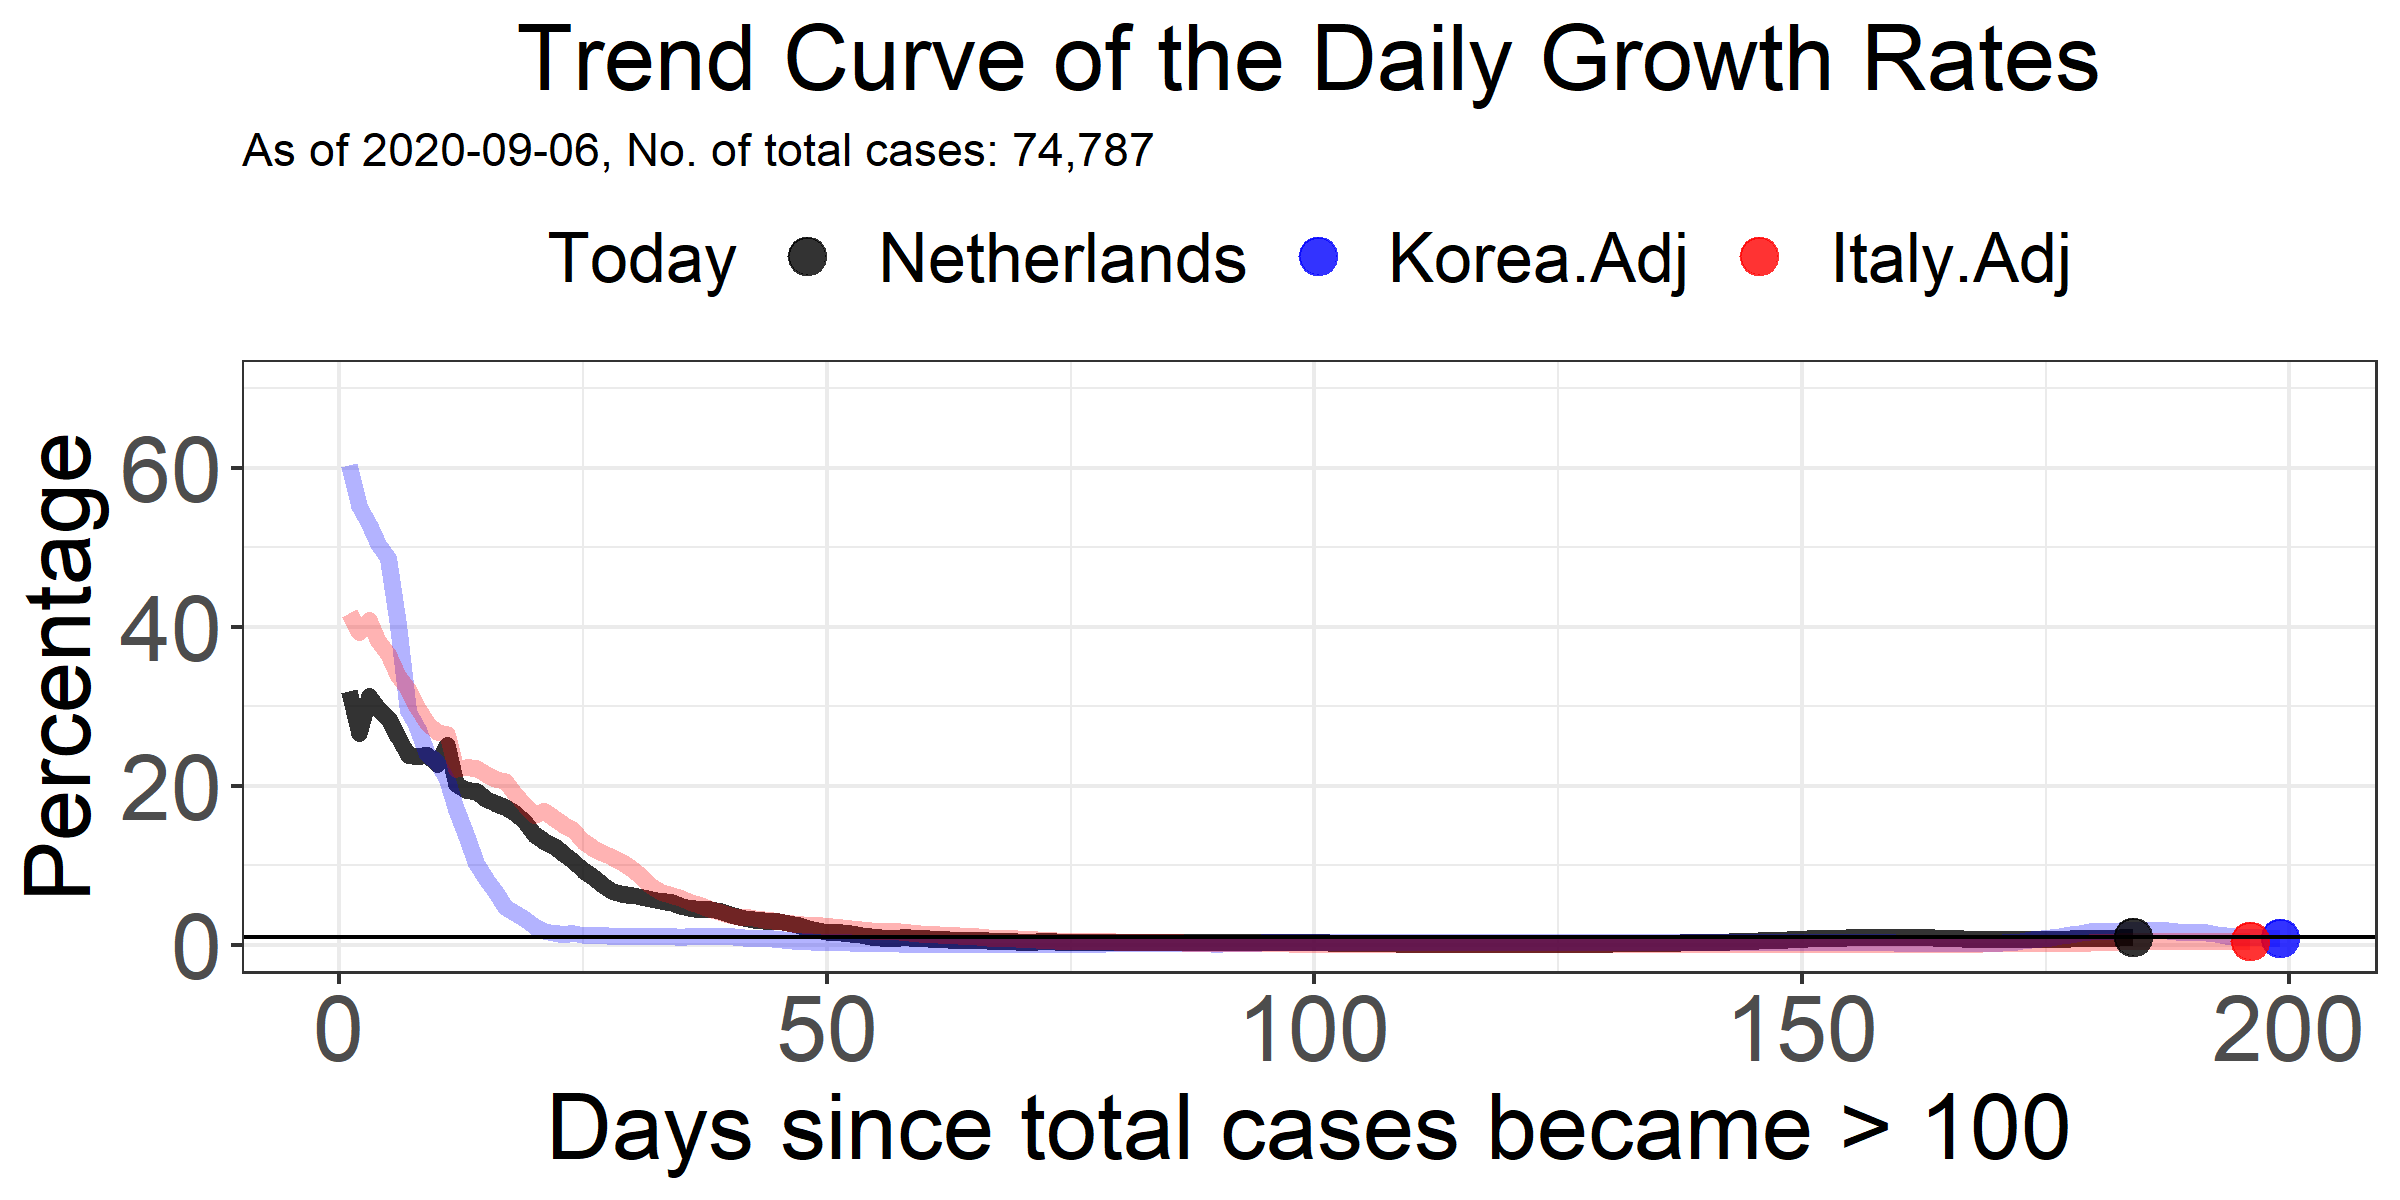 Trend Curve of the Daily Growth Rates
As of 2020-09-06, No. of total cases: 74,787
Today Netherlands Korea.Adj Italy.Adj
Percentage
60
40
20
0
0 50 100 150 200
Days since total cases became > 100